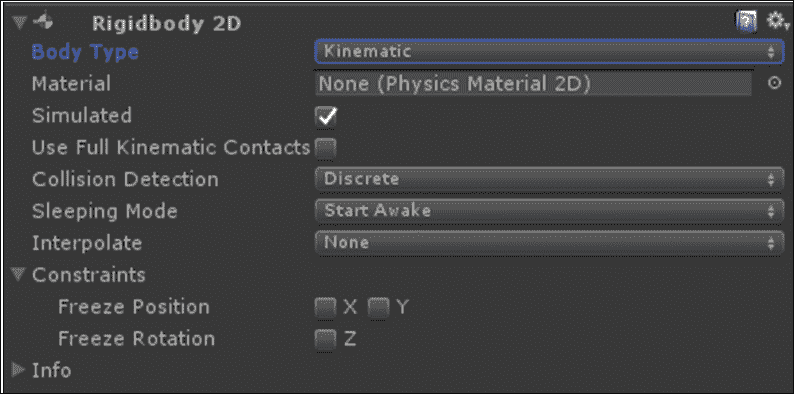 Rigidbody 2D
Body Type Kinematic
Material None (Physics Material 2D)
Simulated
Use Full Kinematic Contacts
Collision Detection Discrete
Sleeping Mode Start Awake
Interpolate None
Constraints
Freeze Position X Y
Freeze Rotation Z
Info